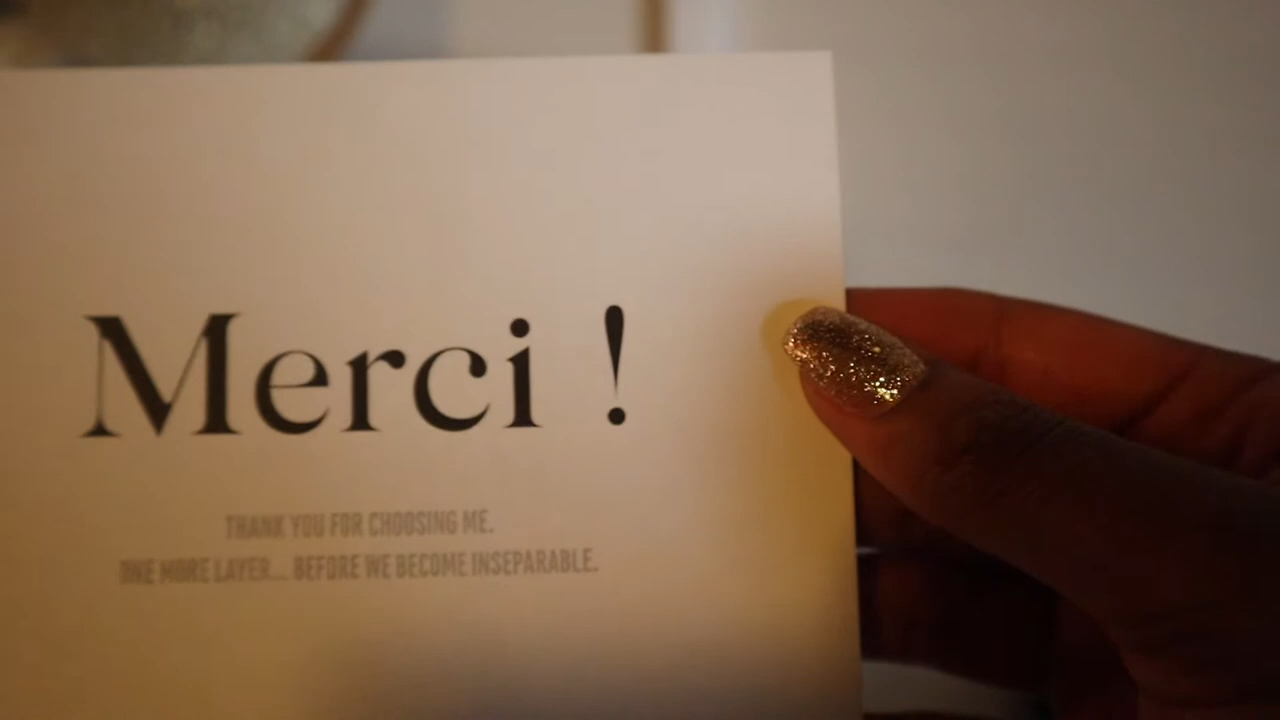 Merci !
THANK YOU FOR CHOOSING ME.
ONE MORE LAYER... BEFORE WE BECOME INSEPARABLE.